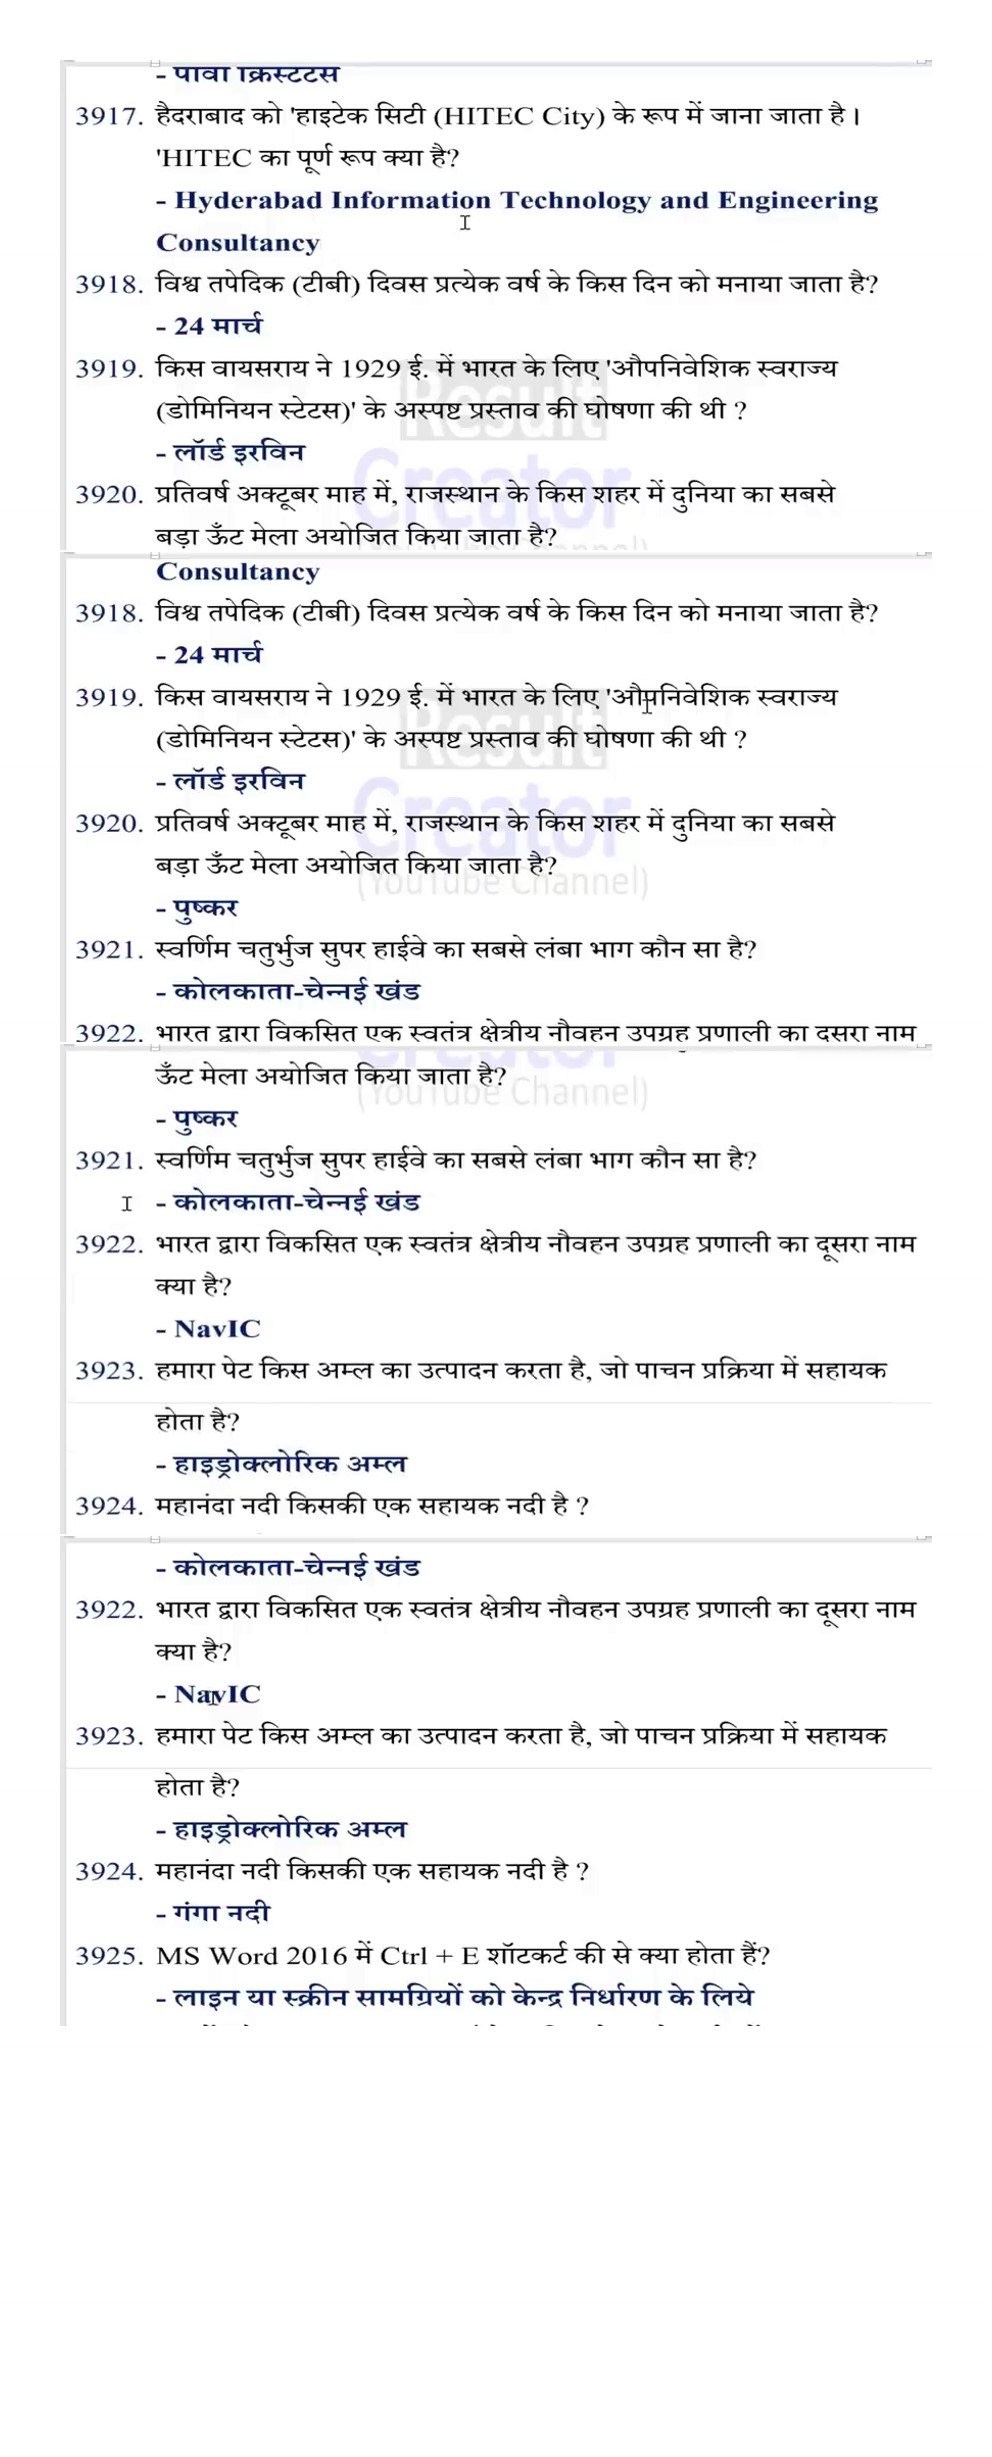 - पावो क्रिस्टटस
3917. हैदराबाद को 'हाइटेक सिटी (HITEC City) के रूप में जाना जाता है।
'HITEC का पूर्ण रूप क्या है?
- Hyderabad Information Technology and Engineering
Consultancy
3918. विश्व तपेदिक (टीबी) दिवस प्रत्येक वर्ष के किस दिन को मनाया जाता है?
- 24 मार्च
3919. किस वायसराय ने 1929 ई. में भारत के लिए 'औपनिवेशिक स्वराज्य
(डोमिनियन स्टेटस)' के अस्पष्ट प्रस्ताव की घोषणा की थी ?
- लॉर्ड इरविन
3920. प्रतिवर्ष अक्टूबर माह में, राजस्थान के किस शहर में दुनिया का सबसे
बड़ा ऊँट मेला अयोजित किया जाता है?
Result
Creator
Consultancy
3918. विश्व तपेदिक (टीबी) दिवस प्रत्येक वर्ष के किस दिन को मनाया जाता है?
- 24 मार्च
3919. किस वायसराय ने 1929 ई. में भारत के लिए 'औपनिवेशिक स्वराज्य
(डोमिनियन स्टेटस)' के अस्पष्ट प्रस्ताव की घोषणा की थी ?
- लॉर्ड इरविन
3920. प्रतिवर्ष अक्टूबर माह में, राजस्थान के किस शहर में दुनिया का सबसे
बड़ा ऊँट मेला अयोजित किया जाता है?
Result
Creator
(YouTube Channel)
- पुष्कर
3921. स्वर्णिम चतुर्भुज सुपर हाईवे का सबसे लंबा भाग कौन सा है?
- कोलकाता-चेन्नई खंड
3922. भारत द्वारा विकसित एक स्वतंत्र क्षेत्रीय नौवहन उपग्रह प्रणाली का दूसरा नाम
ऊँट मेला अयोजित किया जाता है?
(YouTube Channel)
- पुष्कर
3921. स्वर्णिम चतुर्भुज सुपर हाईवे का सबसे लंबा भाग कौन सा है?
- कोलकाता-चेन्नई खंड
3922. भारत द्वारा विकसित एक स्वतंत्र क्षेत्रीय नौवहन उपग्रह प्रणाली का दूसरा नाम
क्या है?
- NavIC
3923. हमारा पेट किस अम्ल का उत्पादन करता है, जो पाचन प्रक्रिया में सहायक
होता है?
- हाइड्रोक्लोरिक अम्ल
3924. महानंदा नदी किसकी एक सहायक नदी है ?
- कोलकाता-चेन्नई खंड
3922. भारत द्वारा विकसित एक स्वतंत्र क्षेत्रीय नौवहन उपग्रह प्रणाली का दूसरा नाम
क्या है?
- NavIC
3923. हमारा पेट किस अम्ल का उत्पादन करता है, जो पाचन प्रक्रिया में सहायक
होता है?
- हाइड्रोक्लोरिक अम्ल
3924. महानंदा नदी किसकी एक सहायक नदी है ?
- गंगा नदी
3925. MS Word 2016 में Ctrl + E शॉटकर्ट की से क्या होता हैं?
- लाइन या स्क्रीन सामग्रियों को केन्द्र निर्धारण के लिये